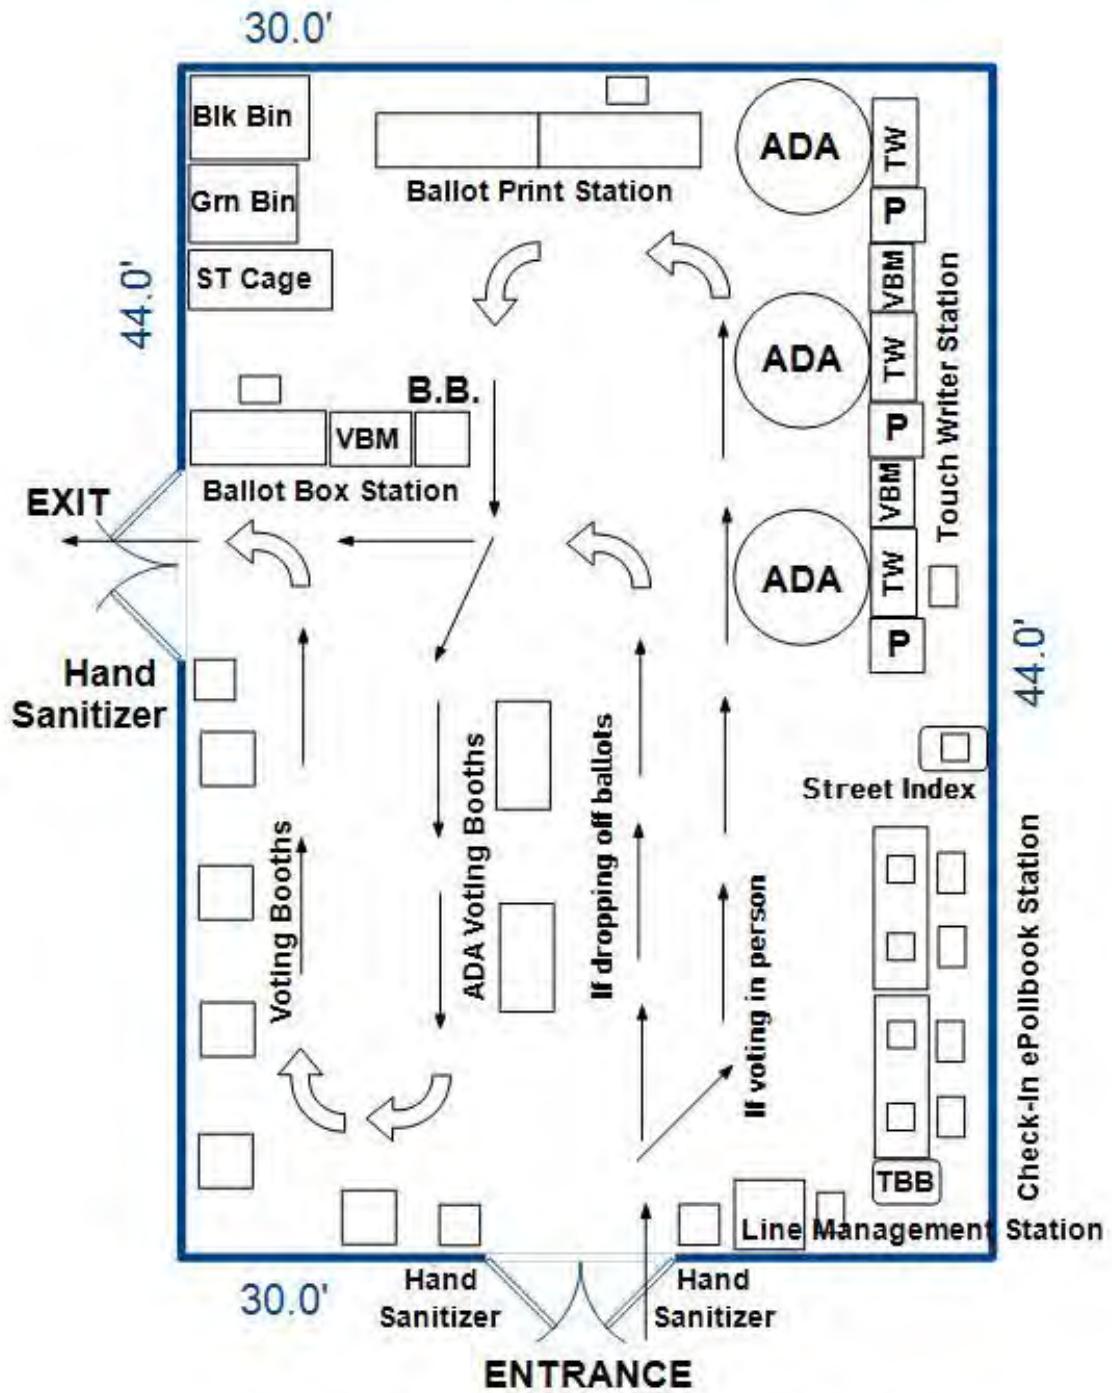 30.0'
Blk Bin
Ballot Print Station
ADA
TW
Grn Bin
P
ST Cage
VBM
44.0'
Touch Writer Station
ADA
TW
B.B.
P
VBM
VBM
EXIT
Ballot Box Station
ADA
TW
P
Hand
Sanitizer
44.0'
Street Index
Voting Booths
ADA Voting Booths
If dropping off ballots
If voting in person
Check-In ePollbook Station
TBB
Line Management Station
30.0'
Hand
Sanitizer
Hand
Sanitizer
ENTRANCE